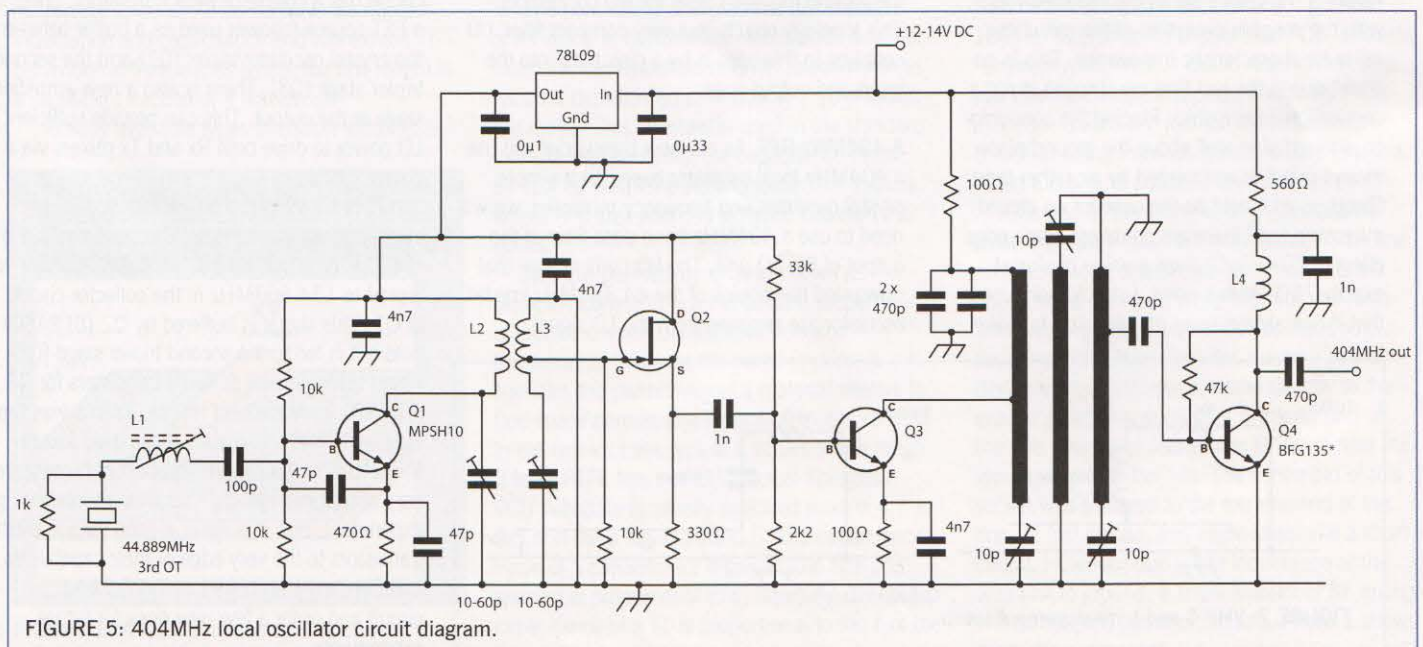 +12-14V DC
78L09
Out
In
Gnd
0µ1
0µ33
100Ω
560Ω
10p
2 x
470p
L4
1n
470p
404MHz out
47k
470p
C
Q4
B
BFG135*
E
33k
4n7
4n7
L2
L3
D
Q2
G
S
10k
L1
C
Q1
MPSH10
B
1n
C
Q3
B
E
100p
47p
1k
10k
470Ω
47p
10k
330Ω
2k2
100Ω
4n7
10p
10p
44.889MHz
3rd OT
10-60p
10-60p
FIGURE 5: 404MHz local oscillator circuit diagram.